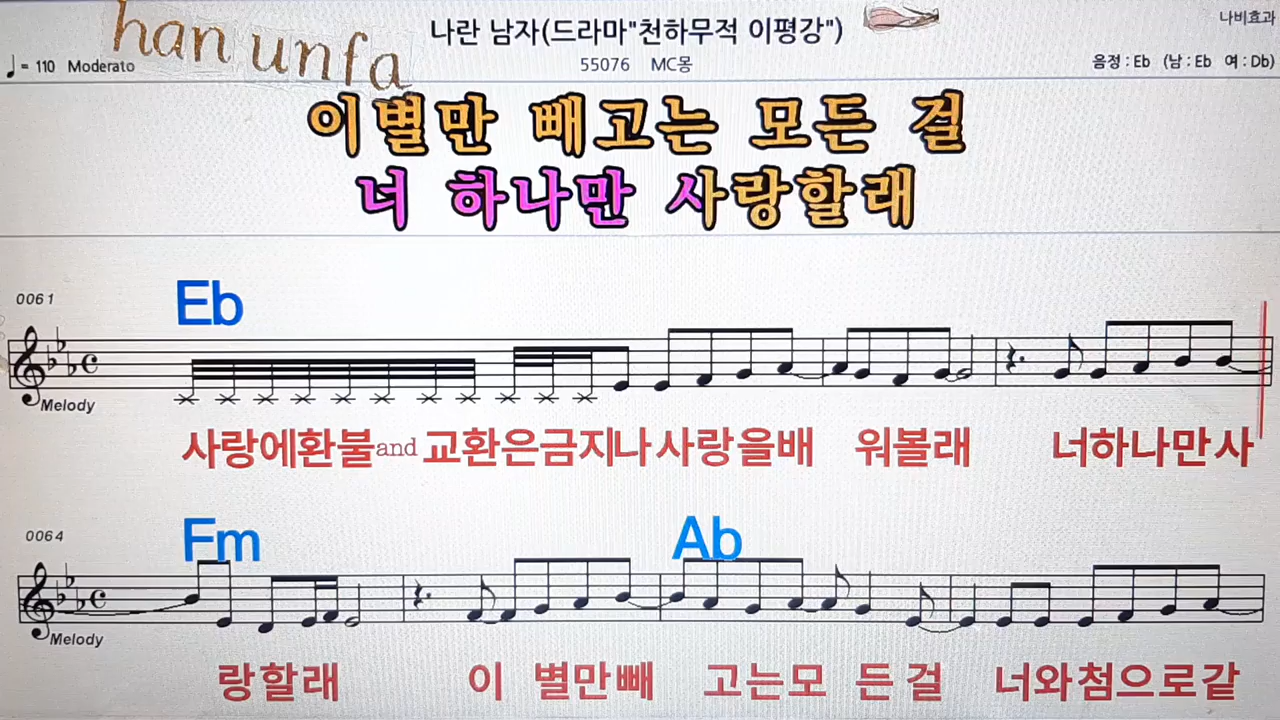 han unfa
나란 남자(드라마"천하무적 이평강")
나비효과
♩= 110 Moderato
55076 MC몽
음정 : Eb (남 : Eb 여 : Db)
이별만 빼고는 모든 걸
너 하나만 사랑할래
0061
Eb
Melody
사랑에환불and 교환은금지나사랑을배 워볼래 너하나만사
0064
Fm Ab
Melody
랑할래 이 별만빼 고는모 든걸 너와첨으로같